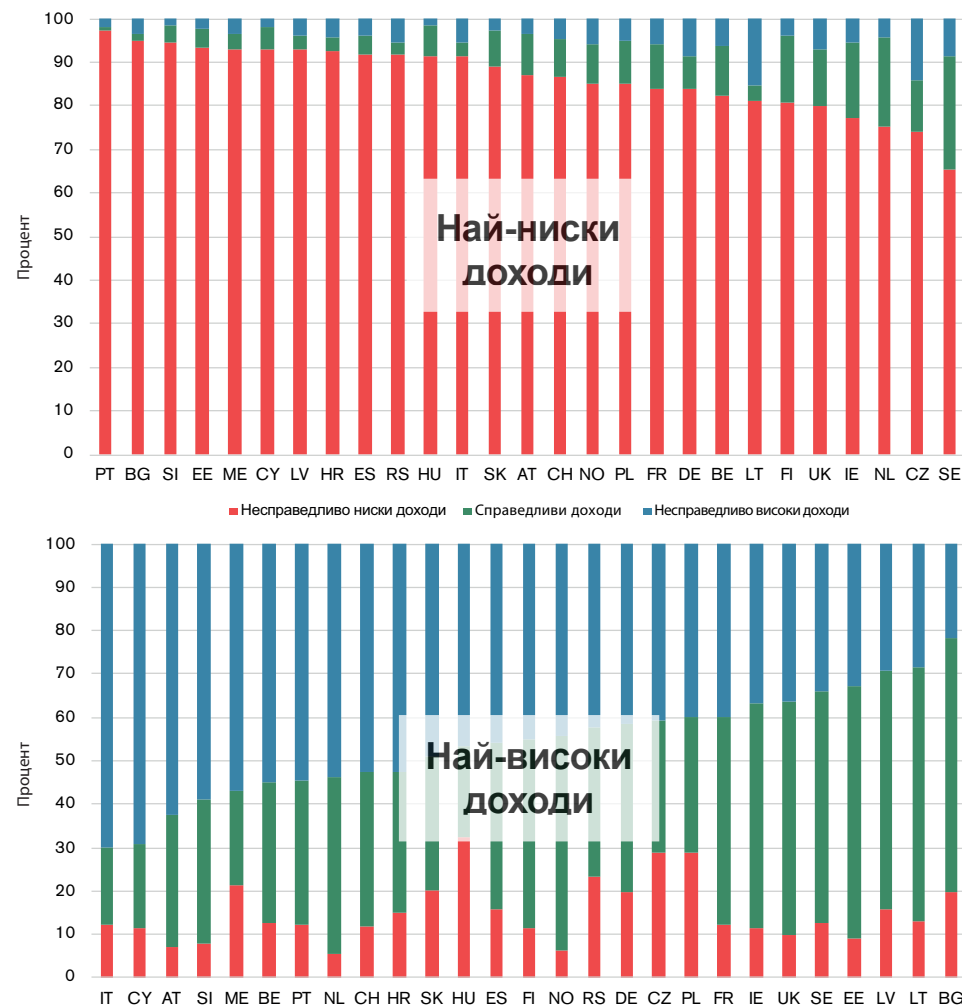 100
90
80
70
60
50
40
30
20
10
0
Процент
Най-ниски
доходи
PT BG SI EE ME CY LV HR ES RS HU IT SK AT CH NO PL FR DE BE LT FI UK IE NL CZ SE
Несправедливо ниски доходи Справедливи доходи Несправедливо високи доходи
100
90
80
70
60
50
40
30
20
10
0
Процент
Най-високи
доходи
IT CY AT SI ME BE PT NL CH HR SK HU ES FI NO RS DE CZ PL FR IE UK SE EE LV LT BG